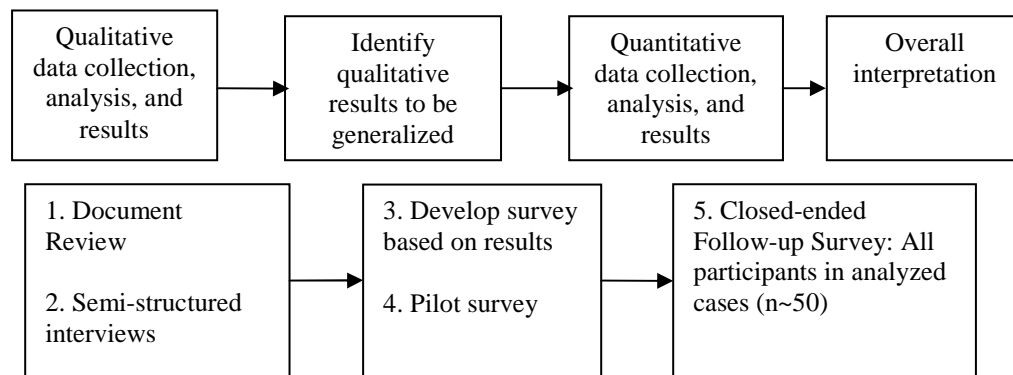 Qualitative
data collection,
analysis, and
results
Identify
qualitative
results to be
generalized
Quantitative
data collection,
analysis, and
results
Overall
interpretation
1. Document
Review
2. Semi-structured
interviews
3. Develop survey
based on results
4. Pilot survey
5. Closed-ended
Follow-up Survey: All
participants in analyzed
cases (n~50)